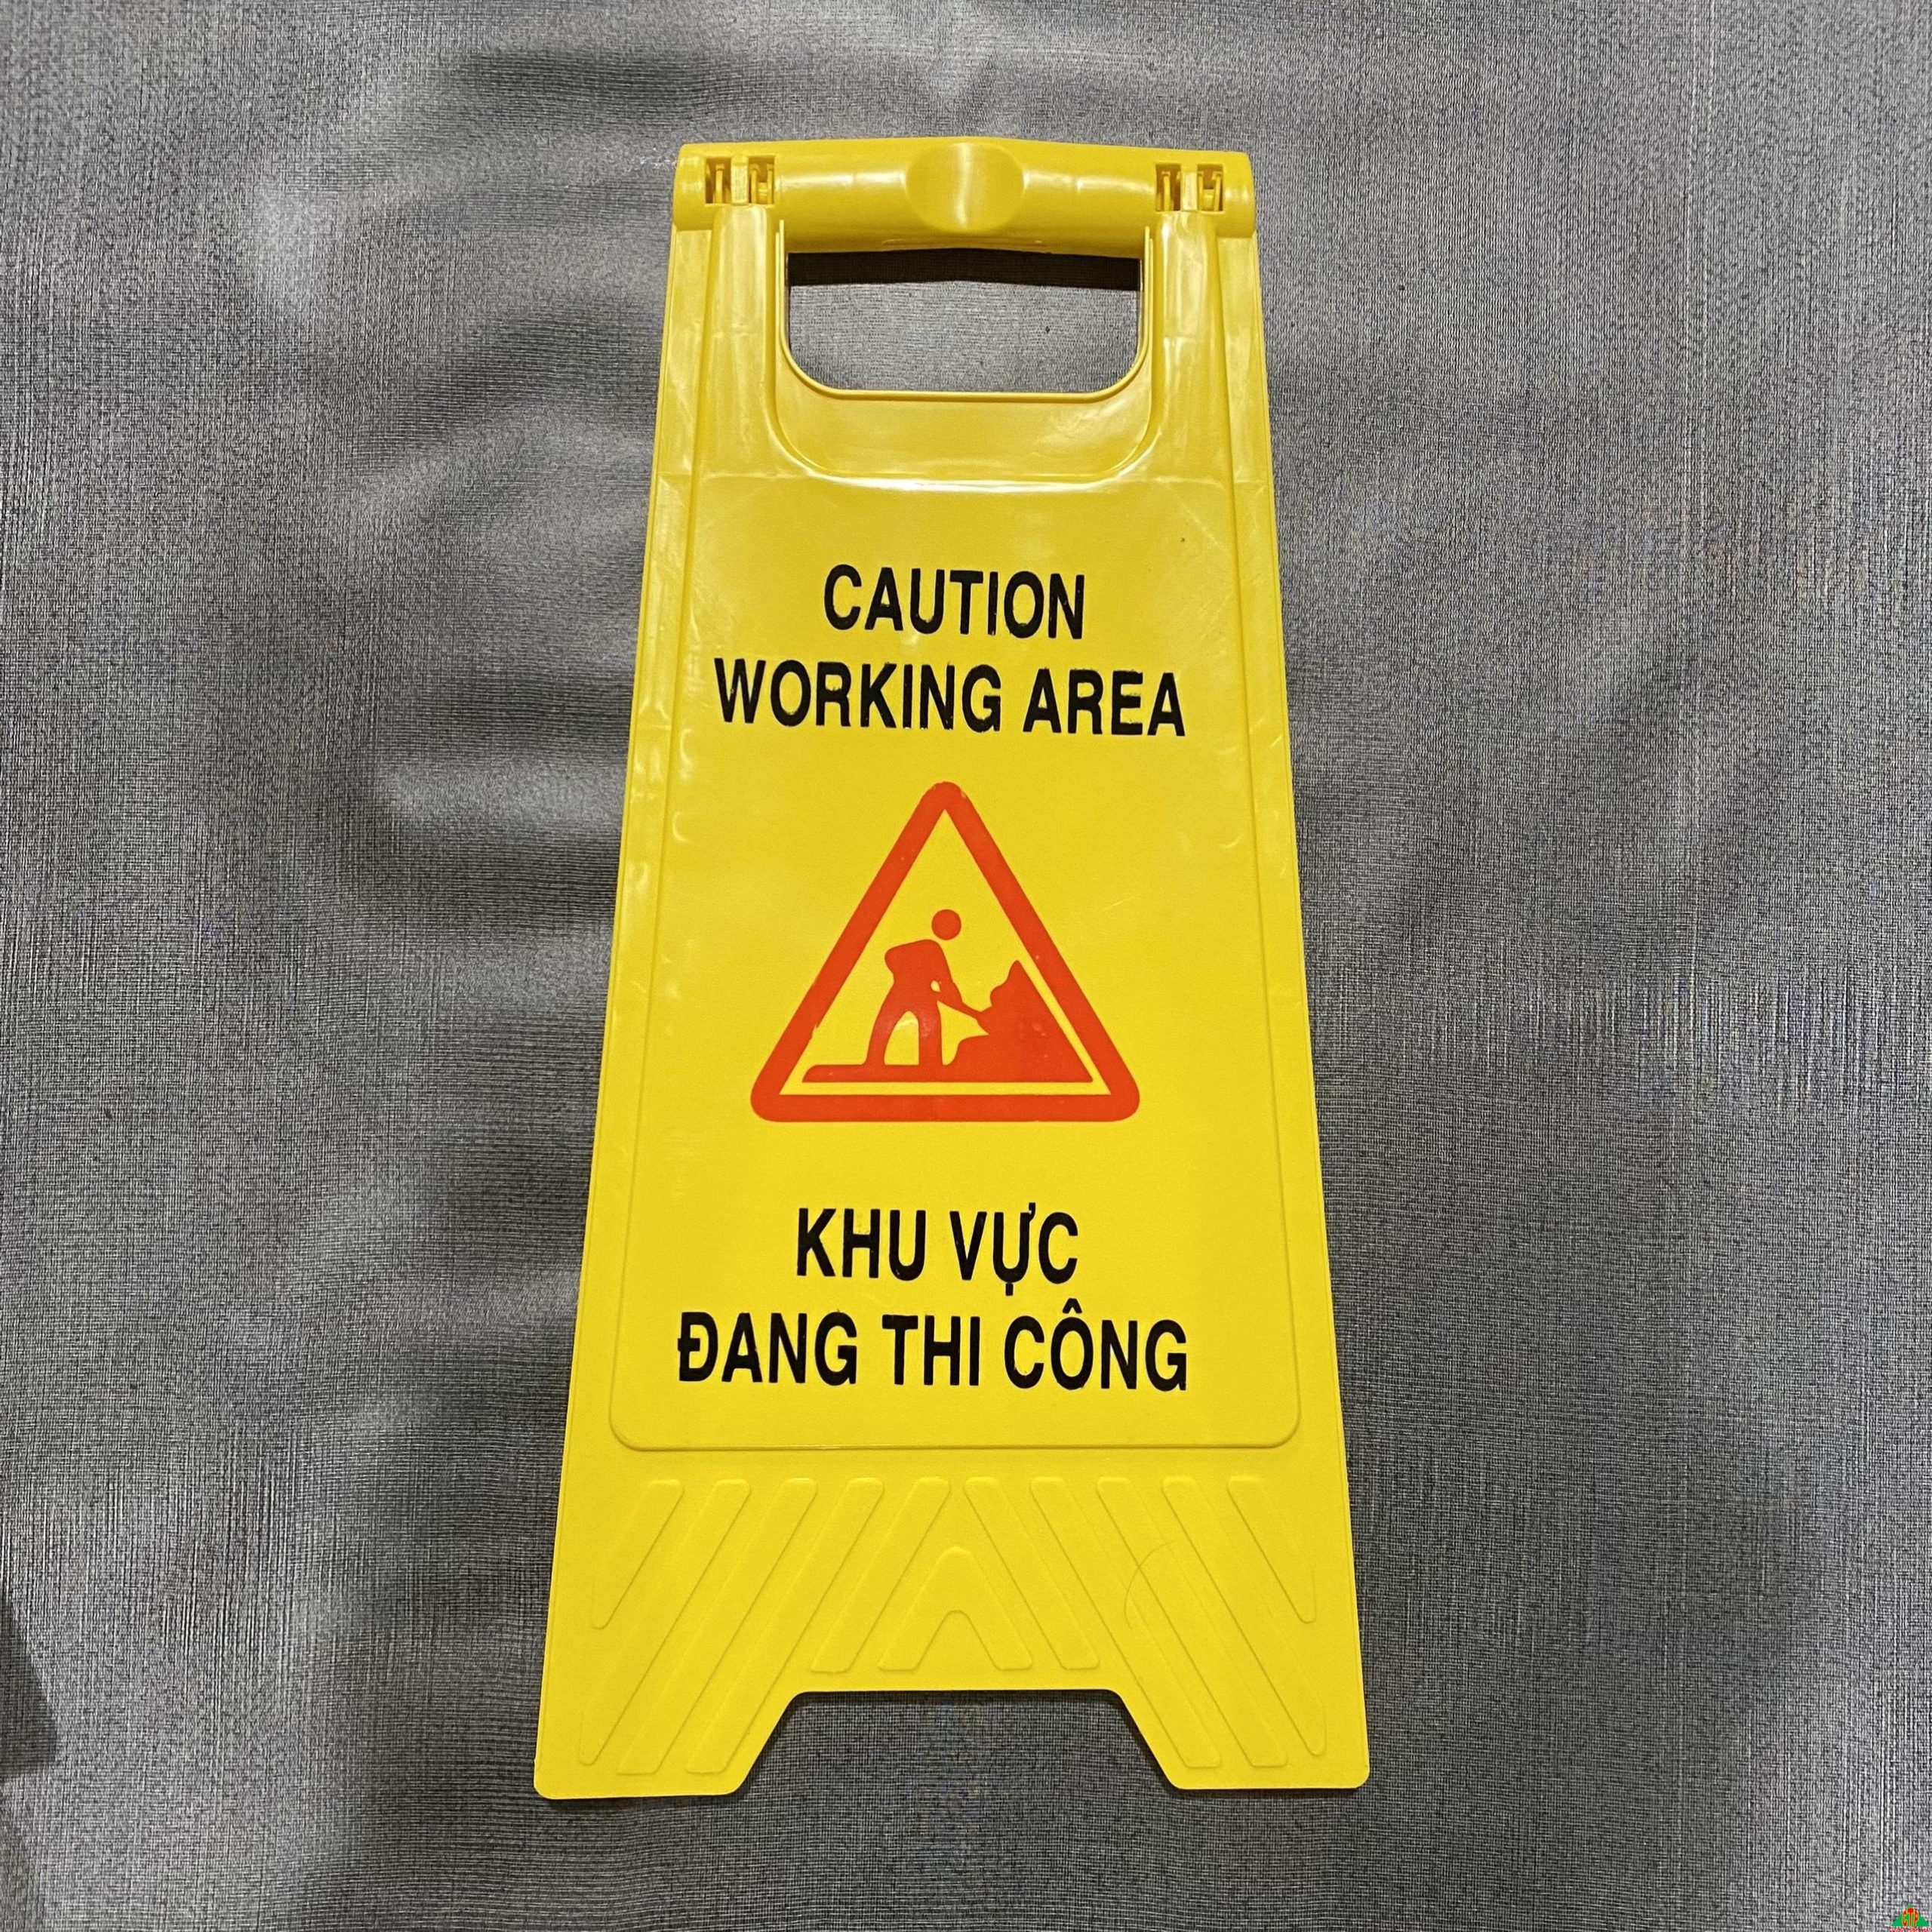 CAUTION
WORKING AREA
KHU VỰC
ĐANG THI CÔNG